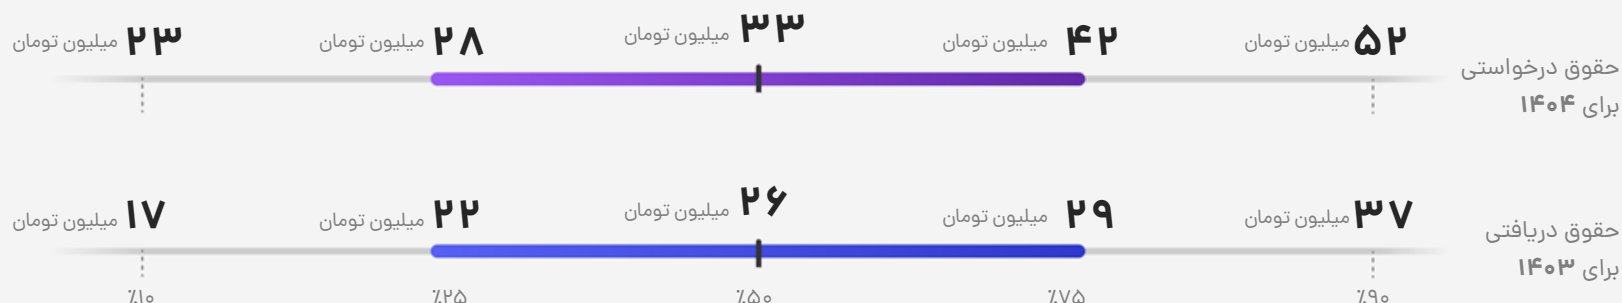 حقوق درخواستی
برای ۱۴۰۴
۵۲ میلیون تومان
۴۲ میلیون تومان
۳۳ میلیون تومان
۲۸ میلیون تومان
۲۳ میلیون تومان
حقوق دریافتی
برای ۱۴۰۳
۳۷ میلیون تومان
۲۹ میلیون تومان
۲۶ میلیون تومان
۲۲ میلیون تومان
۱۷ میلیون تومان
٪۹۰
٪۷۵
٪۵۰
٪۲۵
٪۱۰